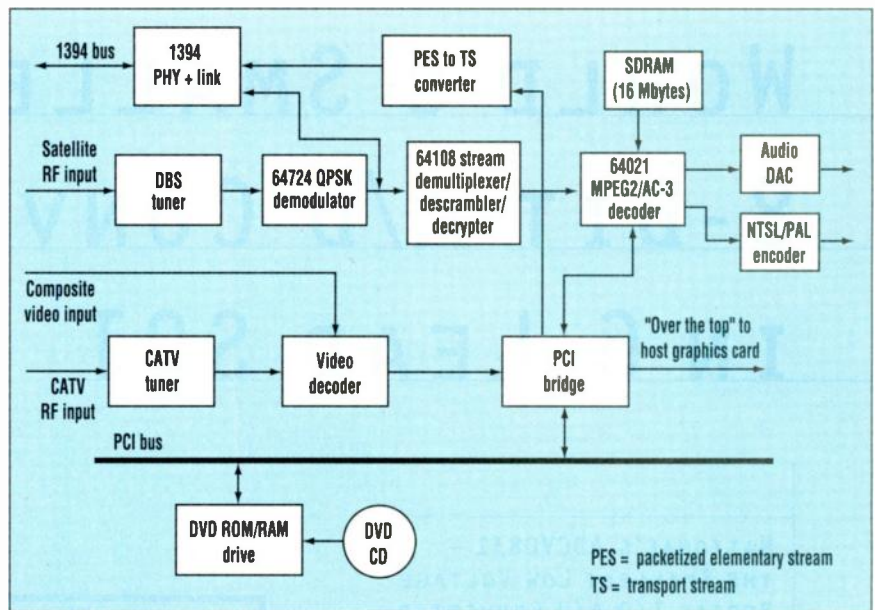 1394 bus
1394
PHY + link
PES to TS
converter
SDRAM
(16 Mbytes)
Satellite
RF input
DBS
tuner
64724 QPSK
demodulator
64108 stream
demultiplexer/
descrambler/
decrypter
64021
MPEG2/AC-3
decoder
Audio
DAC
NTSL/PAL
encoder
Composite
video input
CATV
tuner
CATV
RF input
Video
decoder
PCI
bridge
"Over the top" to
host graphics card
PCI bus
DVD ROM/RAM
drive
DVD
CD
PES = packetized elementary stream
TS = transport stream